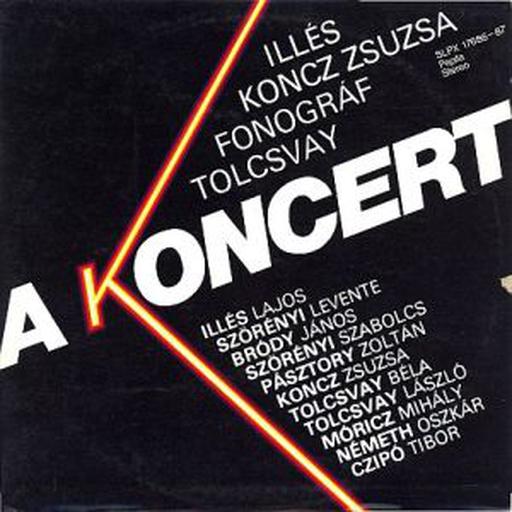 ILLÉS
KONCZ ZSUZSA
FONOGRÁF
TOLCSVAY
SLPX 17686-87
Pepita
Stereo
A KONCERT
ILLÉS LAJOS
SZÖRÉNYI LEVENTE
BRÓDY JÁNOS
SZÖRÉNYI SZABOLCS
PÁSZTORY ZOLTÁN
KONCZ ZSUZSA
TOLCSVAY BÉLA
TOLCSVAY LÁSZLÓ
MÓRICZ MIHÁLY
NÉMETH OSZKÁR
CZIPÓ TIBOR